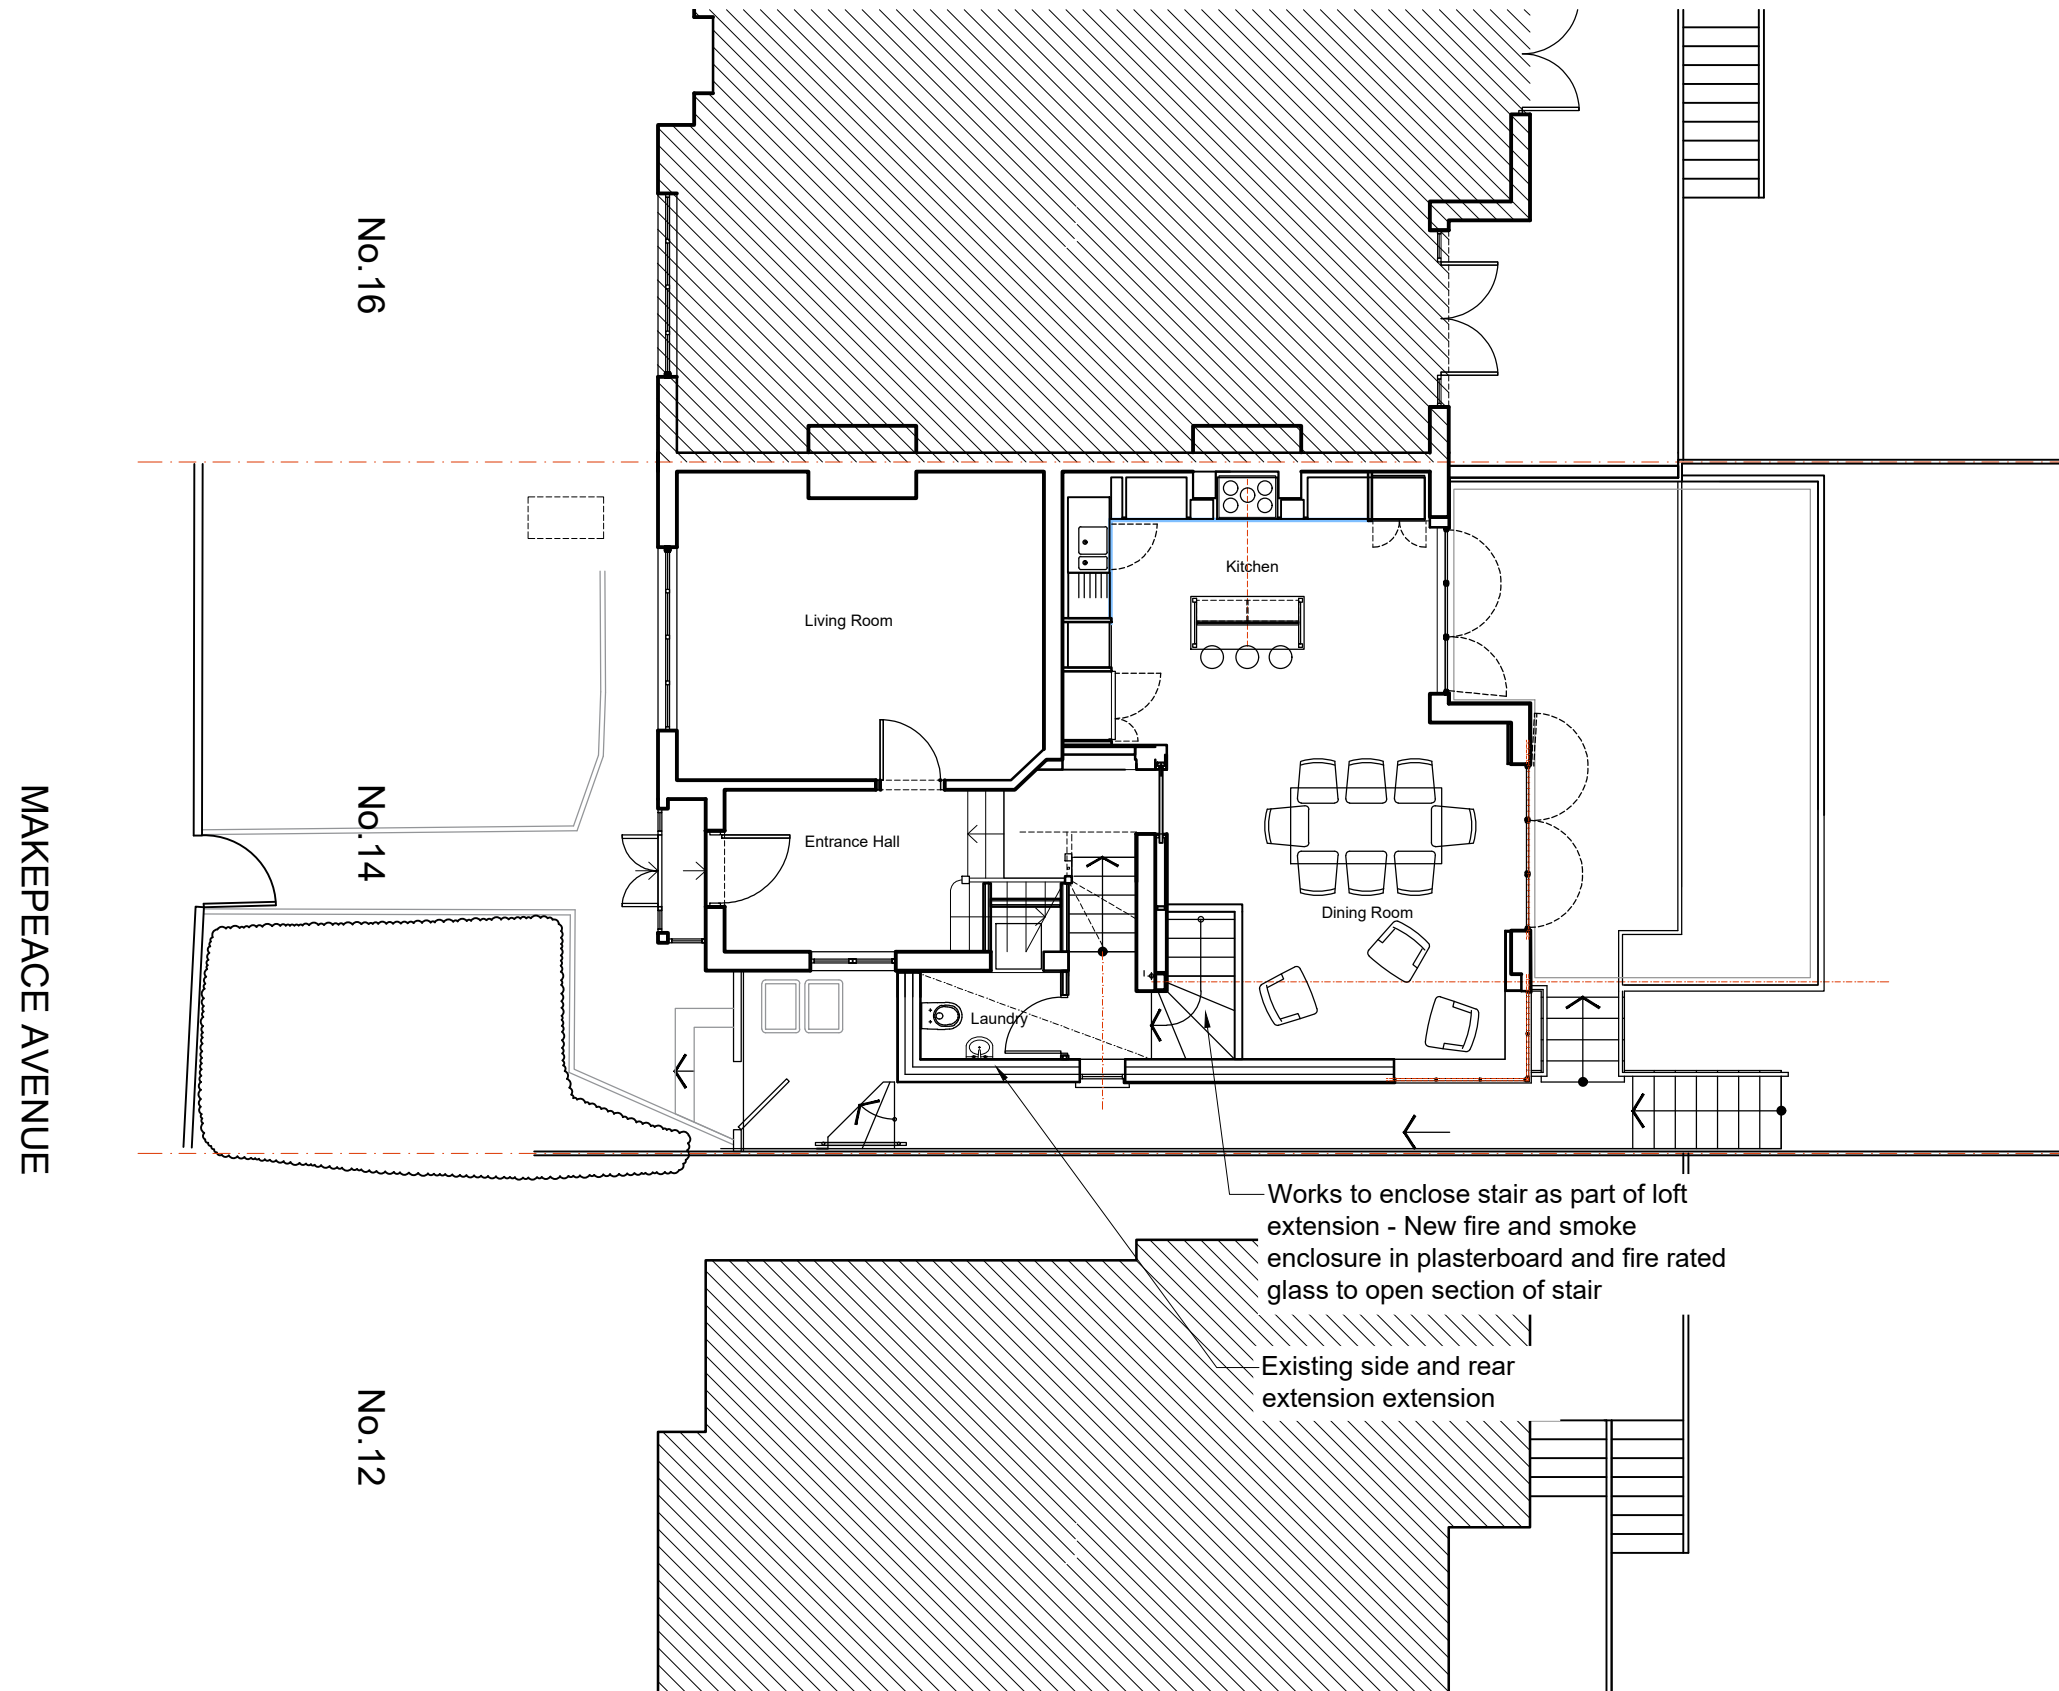 No.16
Kitchen
Living Room
MAKEPEACE AVENUE
No.14
Entrance Hall
Dining Room
Laundry
Works to enclose stair as part of loft
extension - New fire and smoke
enclosure in plasterboard and fire rated
glass to open section of stair
Existing side and rear
extension extension
No.12